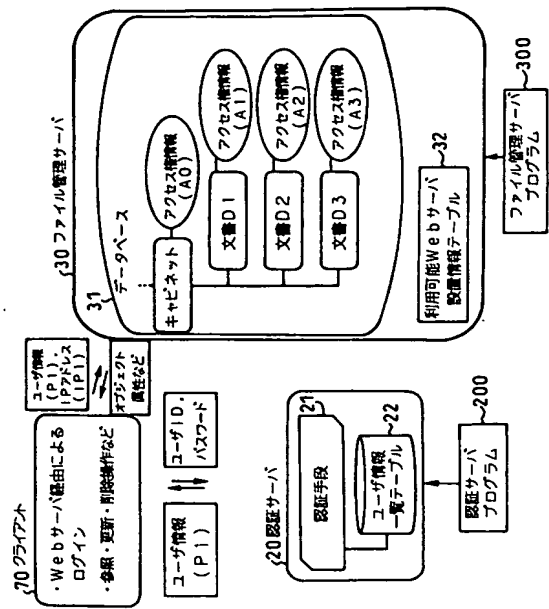 70 クライアント
・Webサーバ経由による
ログイン
・参照・更新・削除操作など
ユーザ情報
(P1),
IPアドレス
(IP1)
オブジェクト
属性など
ユーザ情報
(P1)
ユーザID,
パスワード
20 認証サーバ
21
認証手段
22
ユーザ情報
一覧テーブル
200
認証サーバ
プログラム
30 ファイル管理サーバ
31
データベース
キャビネット
アクセス権情報
(A0)
文書D1
アクセス権情報
(A1)
文書D2
アクセス権情報
(A2)
文書D3
アクセス権情報
(A3)
32
利用可能Webサーバ
設置情報テーブル
300
ファイル管理サーバ
プログラム